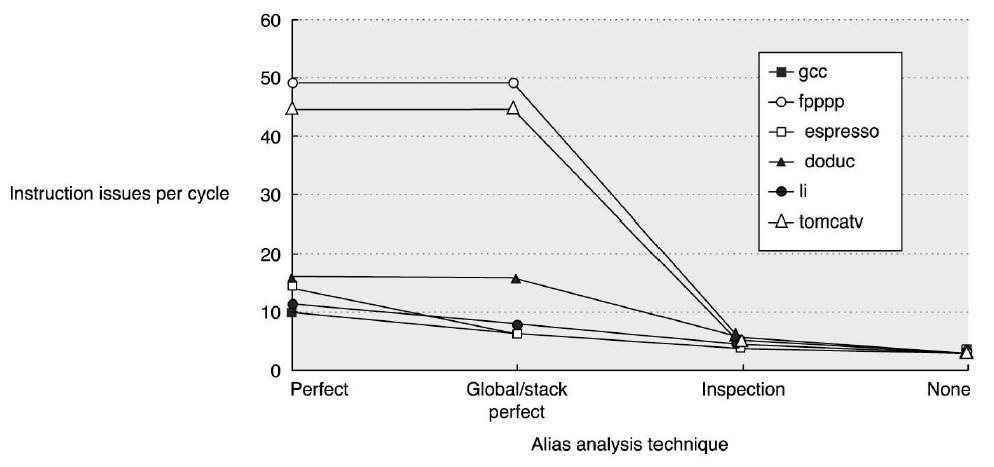 60
50
40
30
20
10
0
Instruction issues per cycle
gcc
fpppp
espresso
doduc
li
tomcatv
Perfect
Global/stack
perfect
Inspection
None
Alias analysis technique